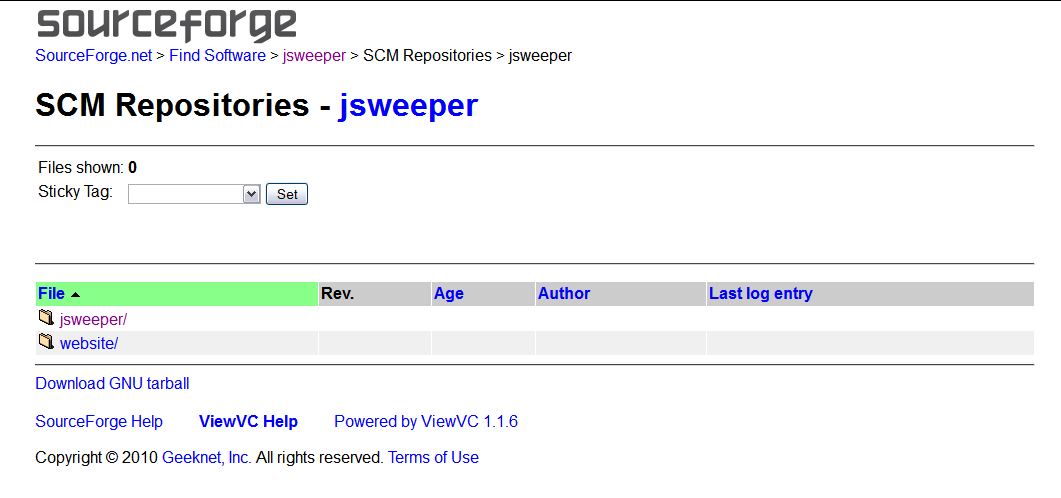 sourceforge
SourceForge.net > Find Software > jsweeper > SCM Repositories > jsweeper
SCM Repositories - jsweeper
Files shown: 0
Sticky Tag: Set
File Rev. Age Author Last log entry
jsweeper/
website/
Download GNU tarball
SourceForge Help ViewVC Help Powered by ViewVC 1.1.6
Copyright © 2010 Geeknet, Inc. All rights reserved. Terms of Use